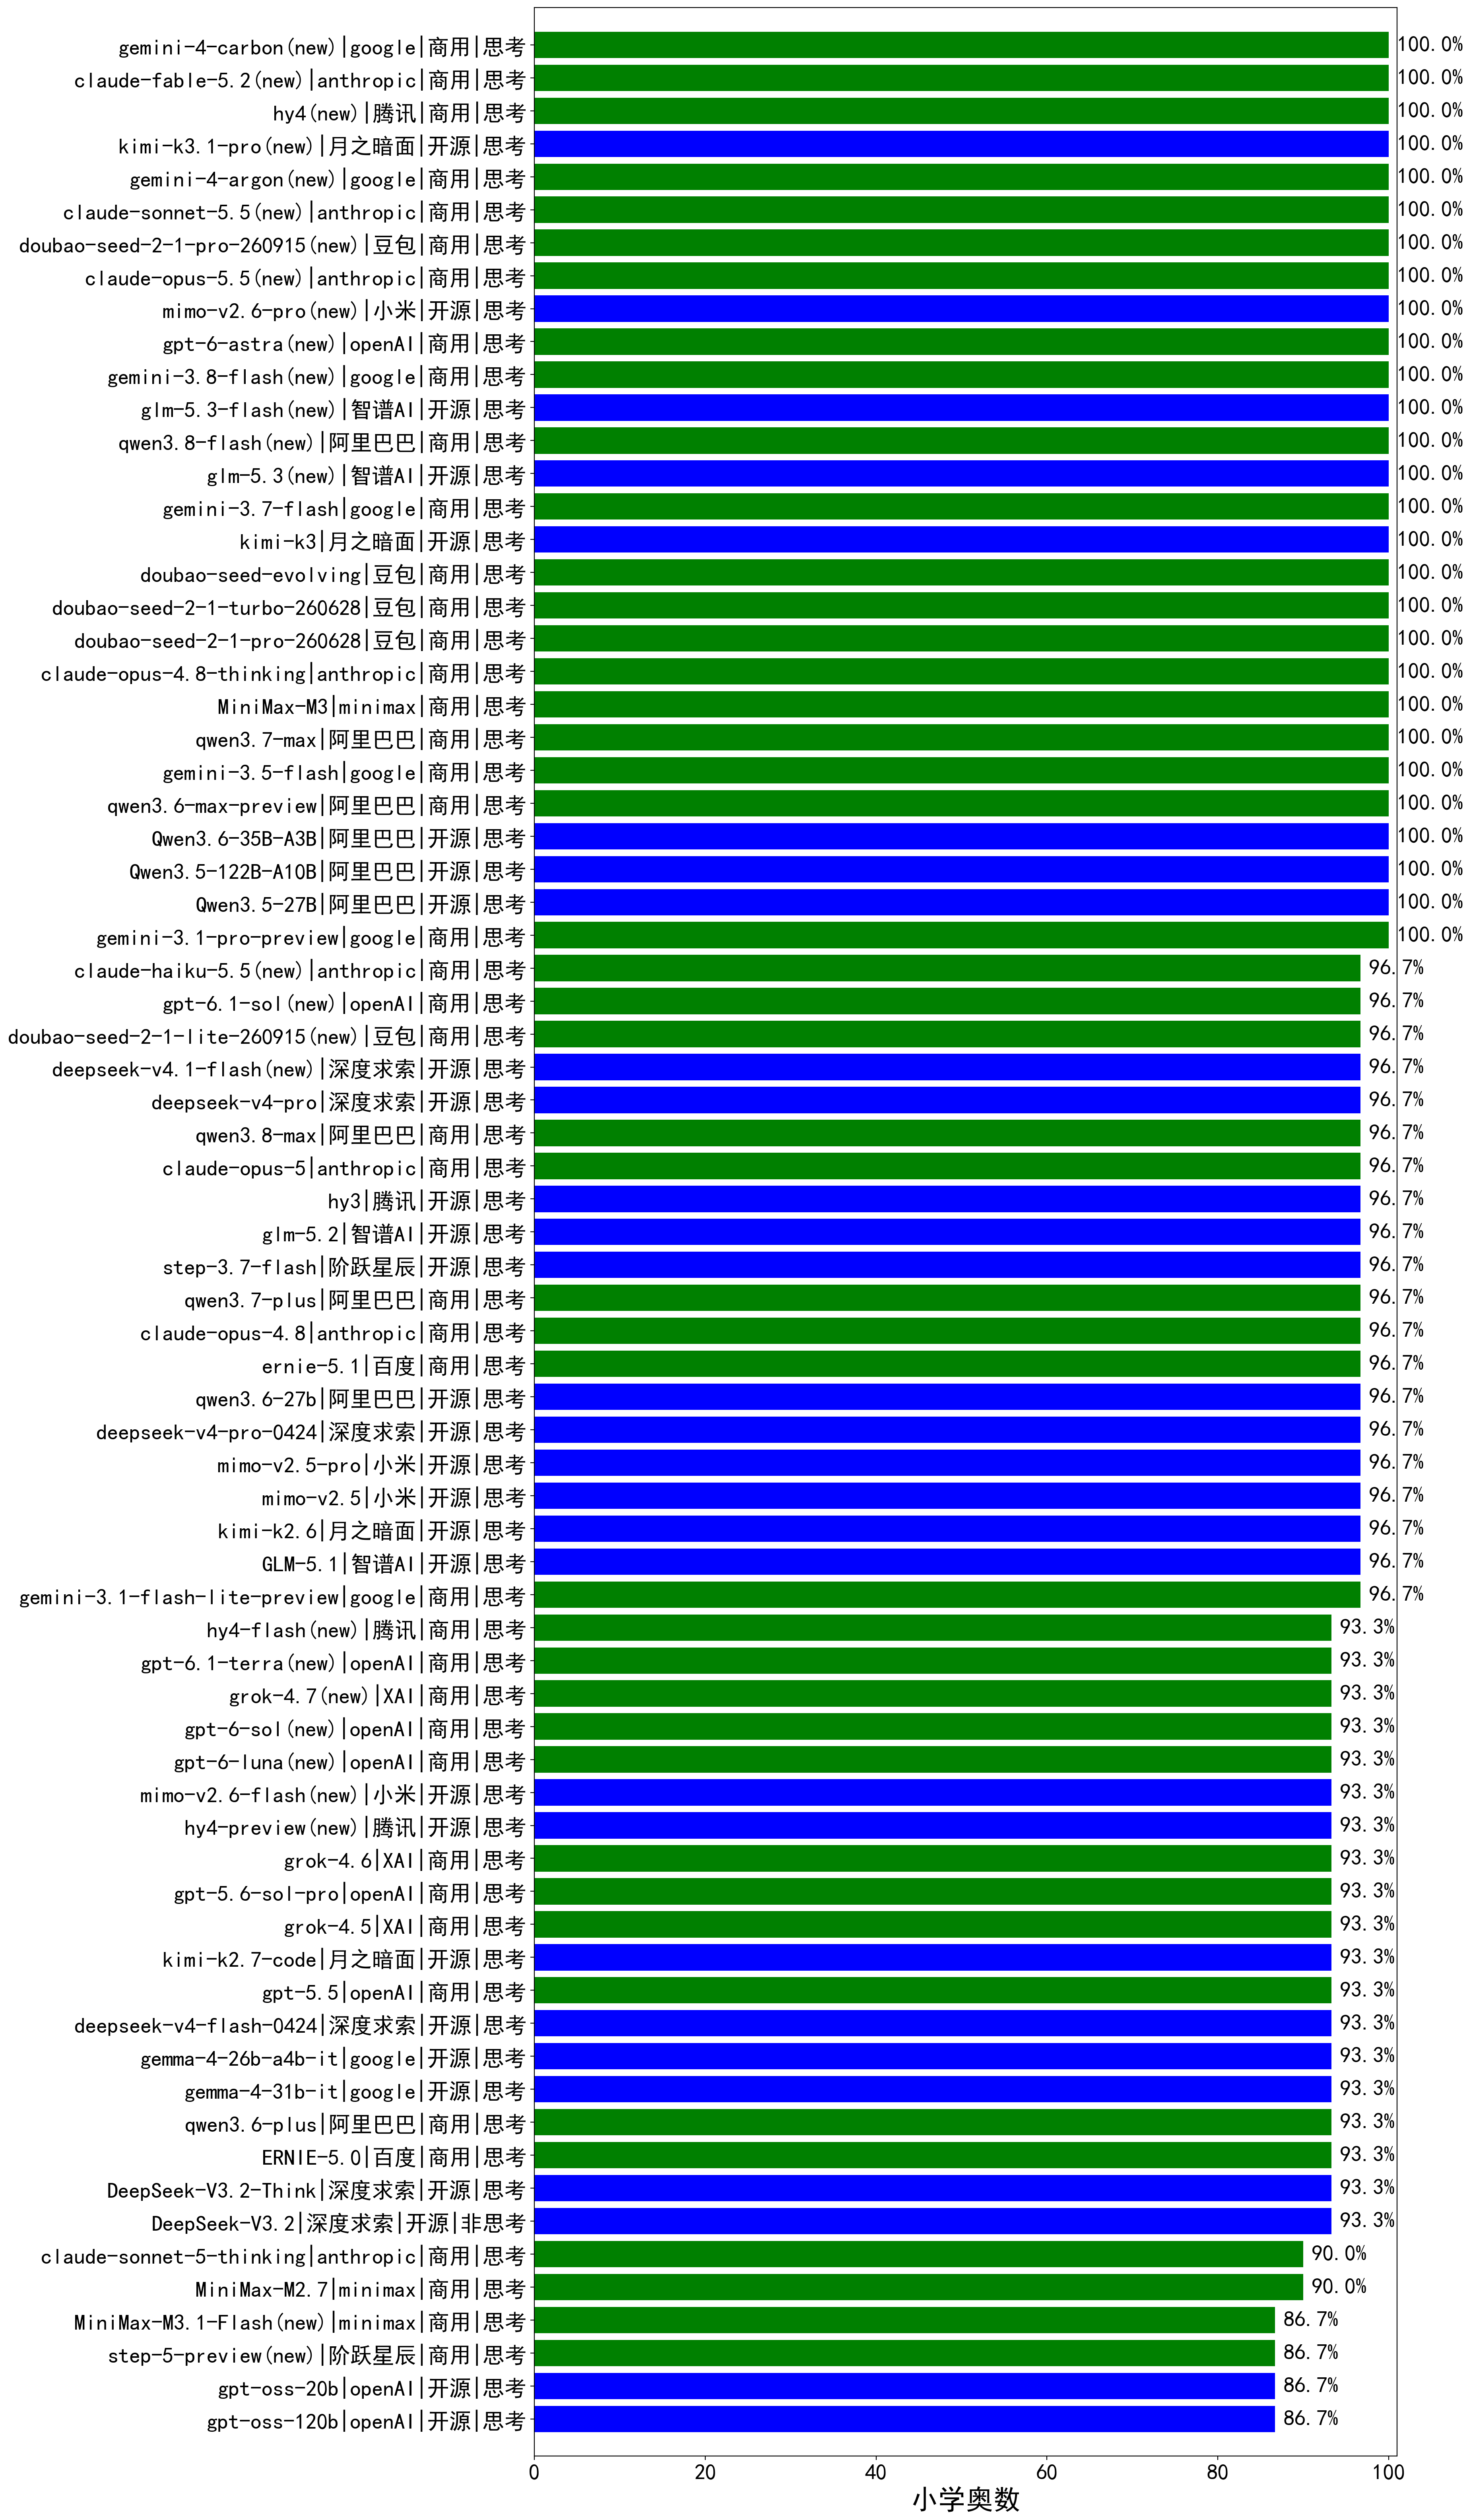 gemini-4-carbon(new)|google|商用|思考 100.0%
claude-fable-5.2(new)|anthropic|商用|思考 100.0%
hy4(new)|腾讯|商用|思考 100.0%
kimi-k3.1-pro(new)|月之暗面|开源|思考 100.0%
gemini-4-argon(new)|google|商用|思考 100.0%
claude-sonnet-5.5(new)|anthropic|商用|思考 100.0%
doubao-seed-2-1-pro-260915(new)|豆包|商用|思考 100.0%
claude-opus-5.5(new)|anthropic|商用|思考 100.0%
mimo-v2.6-pro(new)|小米|开源|思考 100.0%
gpt-6-astra(new)|openAI|商用|思考 100.0%
gemini-3.8-flash(new)|google|商用|思考 100.0%
glm-5.3-flash(new)|智谱AI|开源|思考 100.0%
qwen3.8-flash(new)|阿里巴巴|商用|思考 100.0%
glm-5.3(new)|智谱AI|开源|思考 100.0%
gemini-3.7-flash|google|商用|思考 100.0%
kimi-k3|月之暗面|开源|思考 100.0%
doubao-seed-evolving|豆包|商用|思考 100.0%
doubao-seed-2-1-turbo-260628|豆包|商用|思考 100.0%
doubao-seed-2-1-pro-260628|豆包|商用|思考 100.0%
claude-opus-4.8-thinking|anthropic|商用|思考 100.0%
MiniMax-M3|minimax|商用|思考 100.0%
qwen3.7-max|阿里巴巴|商用|思考 100.0%
gemini-3.5-flash|google|商用|思考 100.0%
qwen3.6-max-preview|阿里巴巴|商用|思考 100.0%
Qwen3.6-35B-A3B|阿里巴巴|开源|思考 100.0%
Qwen3.5-122B-A10B|阿里巴巴|开源|思考 100.0%
Qwen3.5-27B|阿里巴巴|开源|思考 100.0%
gemini-3.1-pro-preview|google|商用|思考 100.0%
claude-haiku-5.5(new)|anthropic|商用|思考 96.7%
gpt-6.1-sol(new)|openAI|商用|思考 96.7%
doubao-seed-2-1-lite-260915(new)|豆包|商用|思考 96.7%
deepseek-v4.1-flash(new)|深度求索|开源|思考 96.7%
deepseek-v4-pro|深度求索|开源|思考 96.7%
qwen3.8-max|阿里巴巴|商用|思考 96.7%
claude-opus-5|anthropic|商用|思考 96.7%
hy3|腾讯|开源|思考 96.7%
glm-5.2|智谱AI|开源|思考 96.7%
step-3.7-flash|阶跃星辰|开源|思考 96.7%
qwen3.7-plus|阿里巴巴|商用|思考 96.7%
claude-opus-4.8|anthropic|商用|思考 96.7%
ernie-5.1|百度|商用|思考 96.7%
qwen3.6-27b|阿里巴巴|开源|思考 96.7%
deepseek-v4-pro-0424|深度求索|开源|思考 96.7%
mimo-v2.5-pro|小米|开源|思考 96.7%
mimo-v2.5|小米|开源|思考 96.7%
kimi-k2.6|月之暗面|开源|思考 96.7%
GLM-5.1|智谱AI|开源|思考 96.7%
gemini-3.1-flash-lite-preview|google|商用|思考 96.7%
hy4-flash(new)|腾讯|商用|思考 93.3%
gpt-6.1-terra(new)|openAI|商用|思考 93.3%
grok-4.7(new)|XAI|商用|思考 93.3%
gpt-6-sol(new)|openAI|商用|思考 93.3%
gpt-6-luna(new)|openAI|商用|思考 93.3%
mimo-v2.6-flash(new)|小米|开源|思考 93.3%
hy4-preview(new)|腾讯|开源|思考 93.3%
grok-4.6|XAI|商用|思考 93.3%
gpt-5.6-sol-pro|openAI|商用|思考 93.3%
grok-4.5|XAI|商用|思考 93.3%
kimi-k2.7-code|月之暗面|开源|思考 93.3%
gpt-5.5|openAI|商用|思考 93.3%
deepseek-v4-flash-0424|深度求索|开源|思考 93.3%
gemma-4-26b-a4b-it|google|开源|思考 93.3%
gemma-4-31b-it|google|开源|思考 93.3%
qwen3.6-plus|阿里巴巴|商用|思考 93.3%
ERNIE-5.0|百度|商用|思考 93.3%
DeepSeek-V3.2-Think|深度求索|开源|思考 93.3%
DeepSeek-V3.2|深度求索|开源|非思考 93.3%
claude-sonnet-5-thinking|anthropic|商用|思考 90.0%
MiniMax-M2.7|minimax|商用|思考 90.0%
MiniMax-M3.1-Flash(new)|minimax|商用|思考 86.7%
step-5-preview(new)|阶跃星辰|商用|思考 86.7%
gpt-oss-20b|openAI|开源|思考 86.7%
gpt-oss-120b|openAI|开源|思考 86.7%
0 20 40 60 80 100
小学奥数